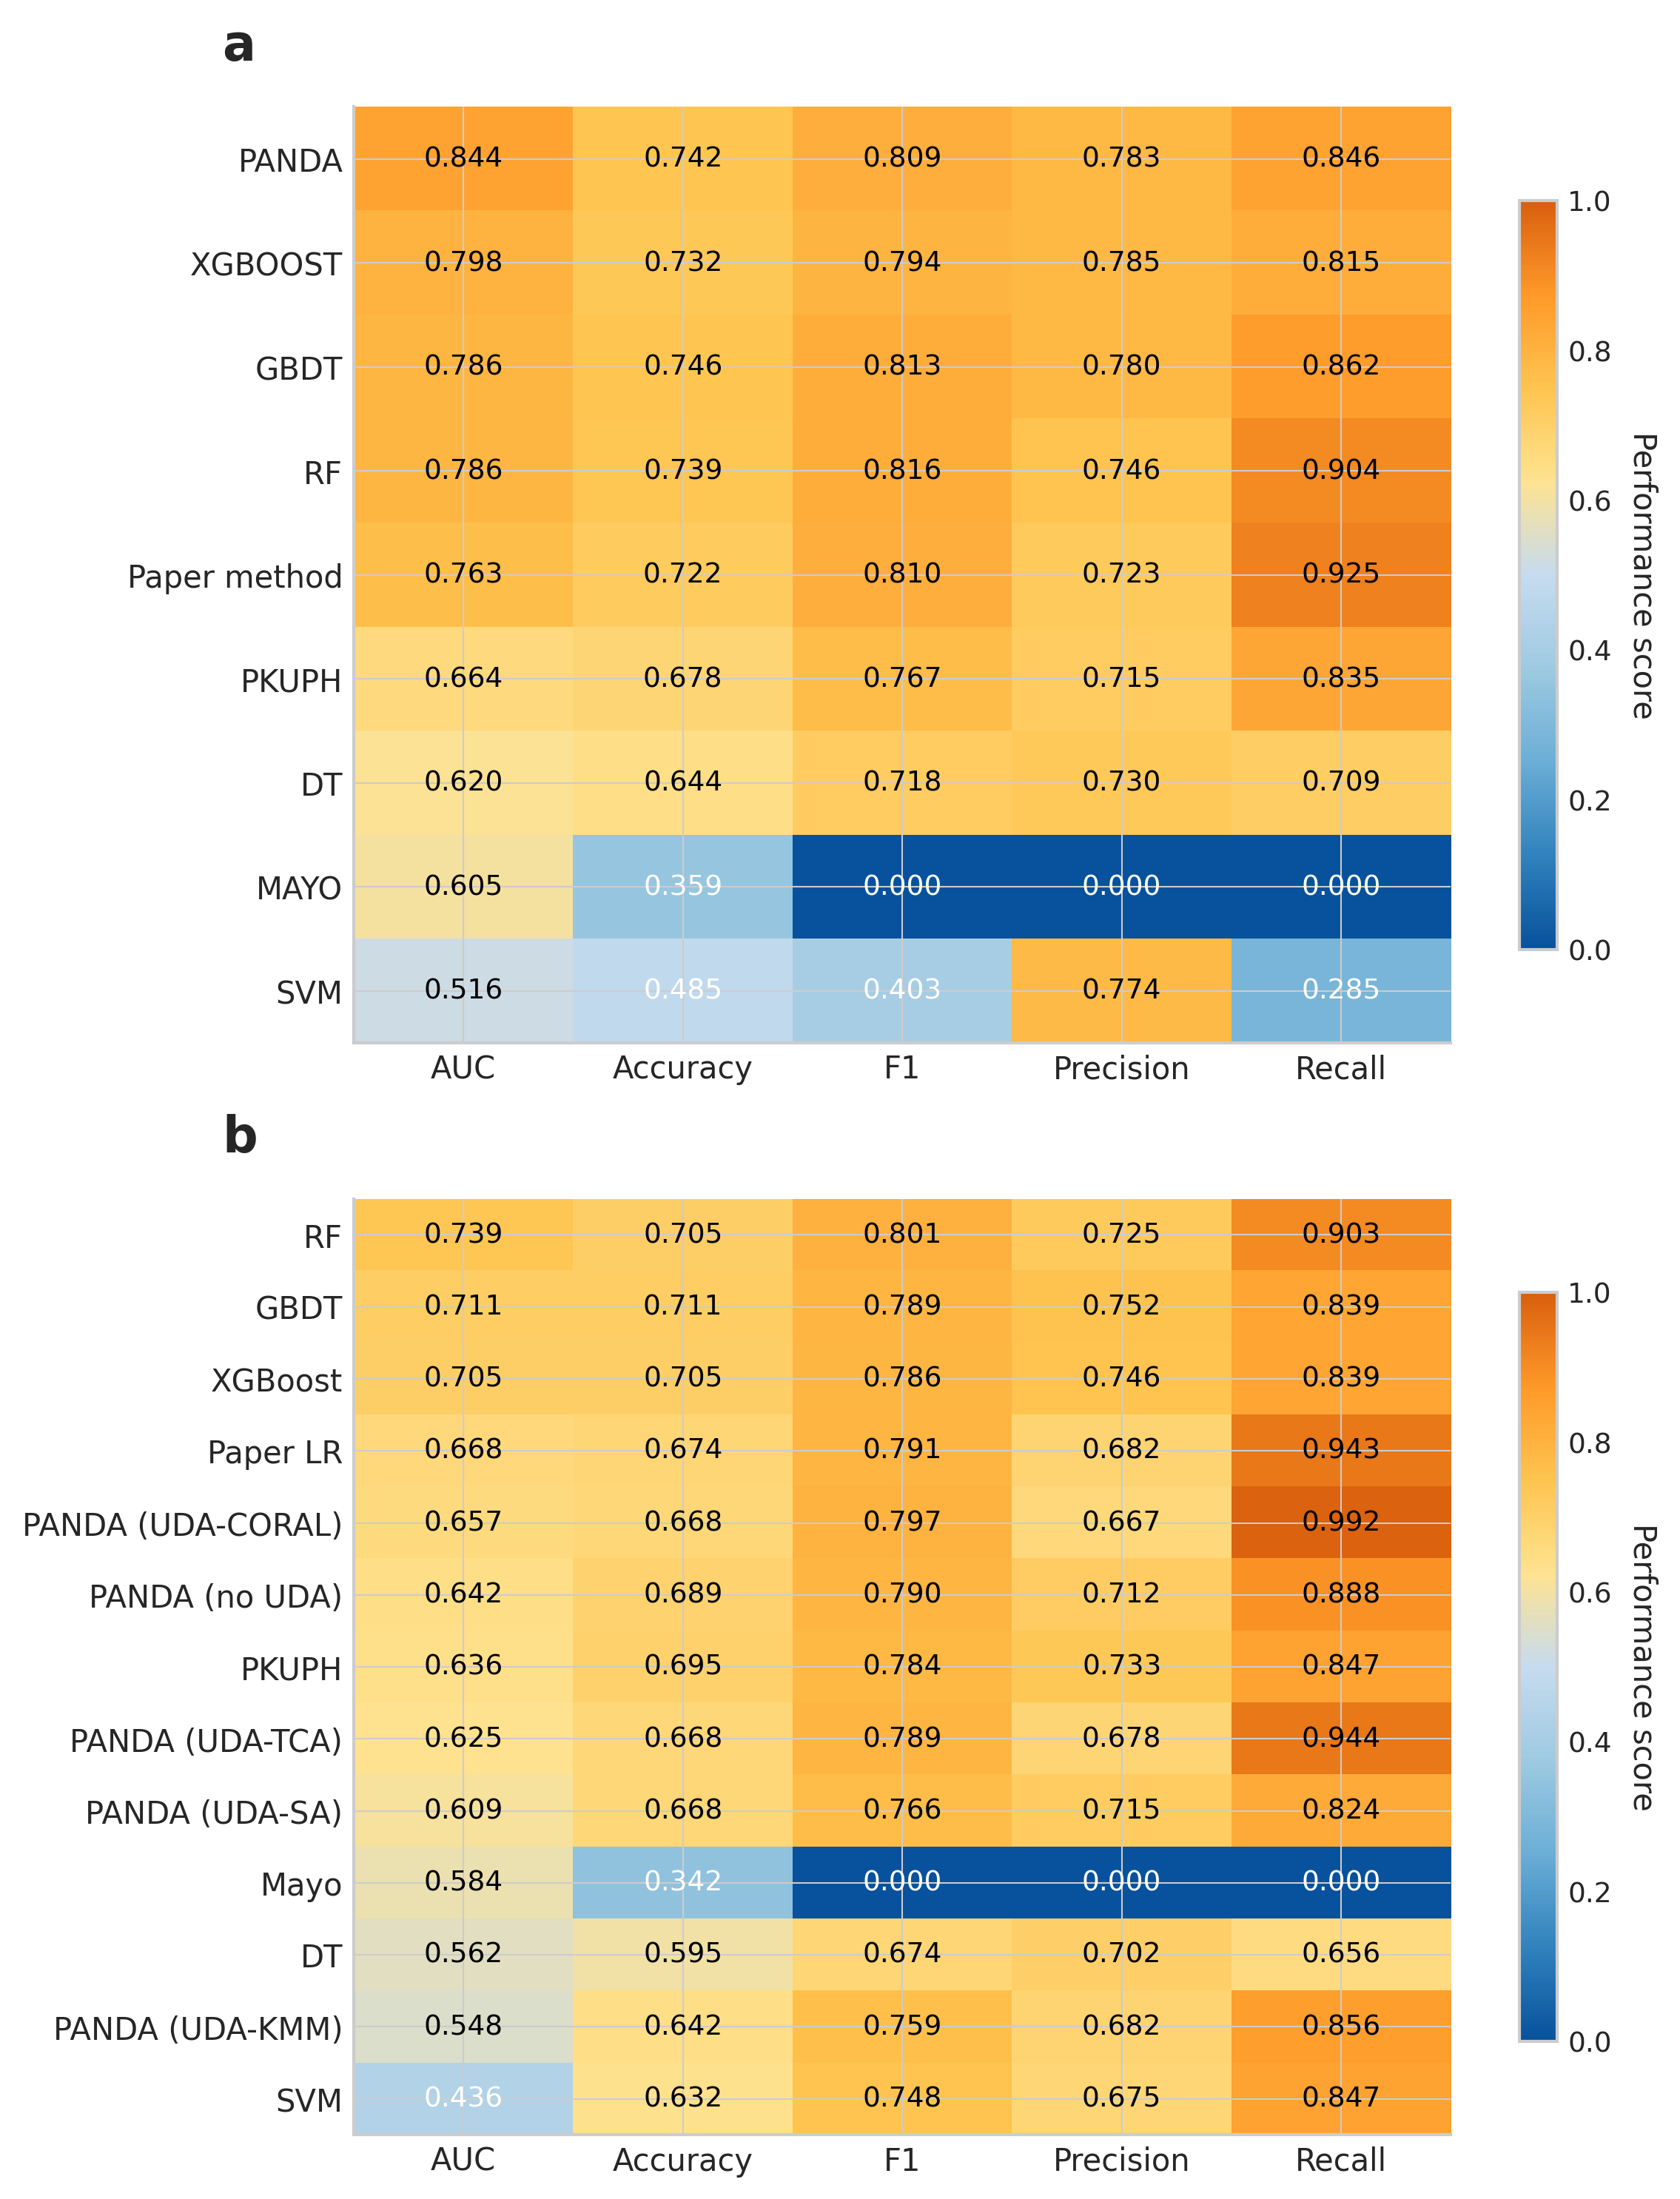 a
PANDA 0.844 0.742 0.809 0.783 0.846
XGBOOST 0.798 0.732 0.794 0.785 0.815
GBDT 0.786 0.746 0.813 0.780 0.862
RF 0.786 0.739 0.816 0.746 0.904
Paper method 0.763 0.722 0.810 0.723 0.925
PKUPH 0.664 0.678 0.767 0.715 0.835
DT 0.620 0.644 0.718 0.730 0.709
MAYO 0.605 0.359 0.000 0.000 0.000
SVM 0.516 0.485 0.403 0.774 0.285
AUC Accuracy F1 Precision Recall
1.0
0.8
0.6
0.4
0.2
0.0
Performance score
b
RF 0.739 0.705 0.801 0.725 0.903
GBDT 0.711 0.711 0.789 0.752 0.839
XGBoost 0.705 0.705 0.786 0.746 0.839
Paper LR 0.668 0.674 0.791 0.682 0.943
PANDA (UDA-CORAL) 0.657 0.668 0.797 0.667 0.992
PANDA (no UDA) 0.642 0.689 0.790 0.712 0.888
PKUPH 0.636 0.695 0.784 0.733 0.847
PANDA (UDA-TCA) 0.625 0.668 0.789 0.678 0.944
PANDA (UDA-SA) 0.609 0.668 0.766 0.715 0.824
Mayo 0.584 0.342 0.000 0.000 0.000
DT 0.562 0.595 0.674 0.702 0.656
PANDA (UDA-KMM) 0.548 0.642 0.759 0.682 0.856
SVM 0.436 0.632 0.748 0.675 0.847
AUC Accuracy F1 Precision Recall
1.0
0.8
0.6
0.4
0.2
0.0
Performance score